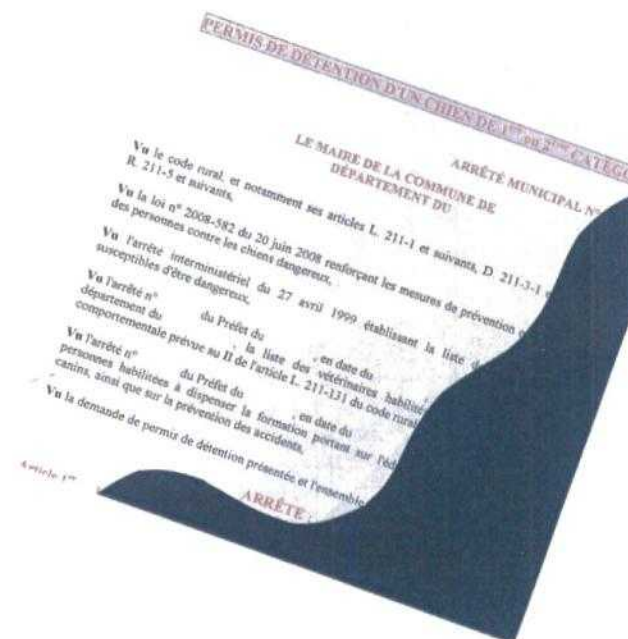 PERMIS DE DÉTENTION D'UN CHIEN DE 1ère OU 2ème CATÉGO
ARRÊTÉ MUNICIPAL N°
LE MAIRE DE LA COMMUNE DE
DÉPARTEMENT DU
Vu le code rural, et notamment ses articles L. 211-1 et suivants, D. 211-3-1 e
R. 211-5 et suivants,
Vu la loi n° 2008-582 du 20 juin 2008 renforçant les mesures de prévention e
des personnes contre les chiens dangereux,
Vu l'arrêté interministériel du 27 avril 1999 établissant la liste d
susceptibles d'être dangereux,
Vu l'arrêté n° du Préfet du , en date du
département du , la liste des vétérinaires habilité
comportementale prévue au II de l'article L. 211-131 du code rural
Vu l'arrêté n° du Préfet du , en date du
personnes habilitées à dispenser la formation portant sur l'éd
canins, ainsi que sur la prévention des accidents,
Vu la demande de permis de détention présentée et l'ensemble
ARRÊTE :
Article 1er